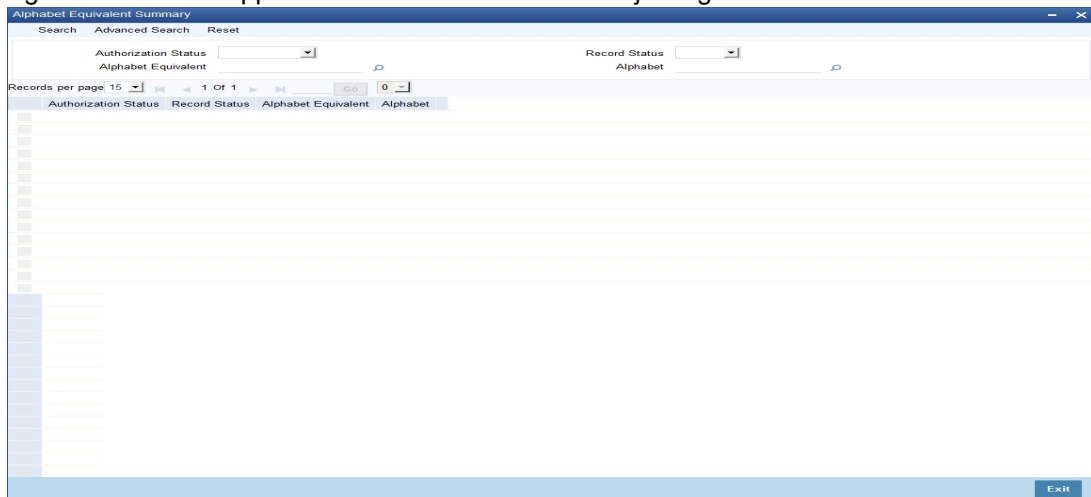 Alphabet Equivalent Summary
Search Advanced Search Reset
Authorization Status Record Status
Alphabet Equivalent Alphabet
Records per page 15 1 Of 1 Go 0
Authorization Status Record Status Alphabet Equivalent Alphabet
Exit